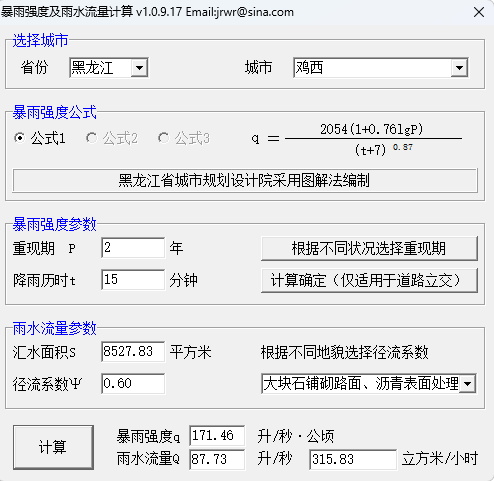 暴雨强度及雨水流量计算 v1.0.9.17 Email:jrwr@sina.com
选择城市
省份 黑龙江 城市 鸡西
暴雨强度公式
公式1 公式2 公式3 q = 2054(1+0.76lgP)
(t+7) 0.87
黑龙江省城市规划设计院采用图解法编制
暴雨强度参数
重现期 P 2 年 根据不同状况选择重现期
降雨历时t 15 分钟 计算确定（仅适用于道路立交）
雨水流量参数
汇水面积S 8527.83 平方米 根据不同地貌选择径流系数
径流系数Ψ 0.60 大块石铺砌路面、沥青表面处理
计算 暴雨强度q 171.46 升/秒·公顷
雨水流量Q 87.73 升/秒 315.83 立方米/小时